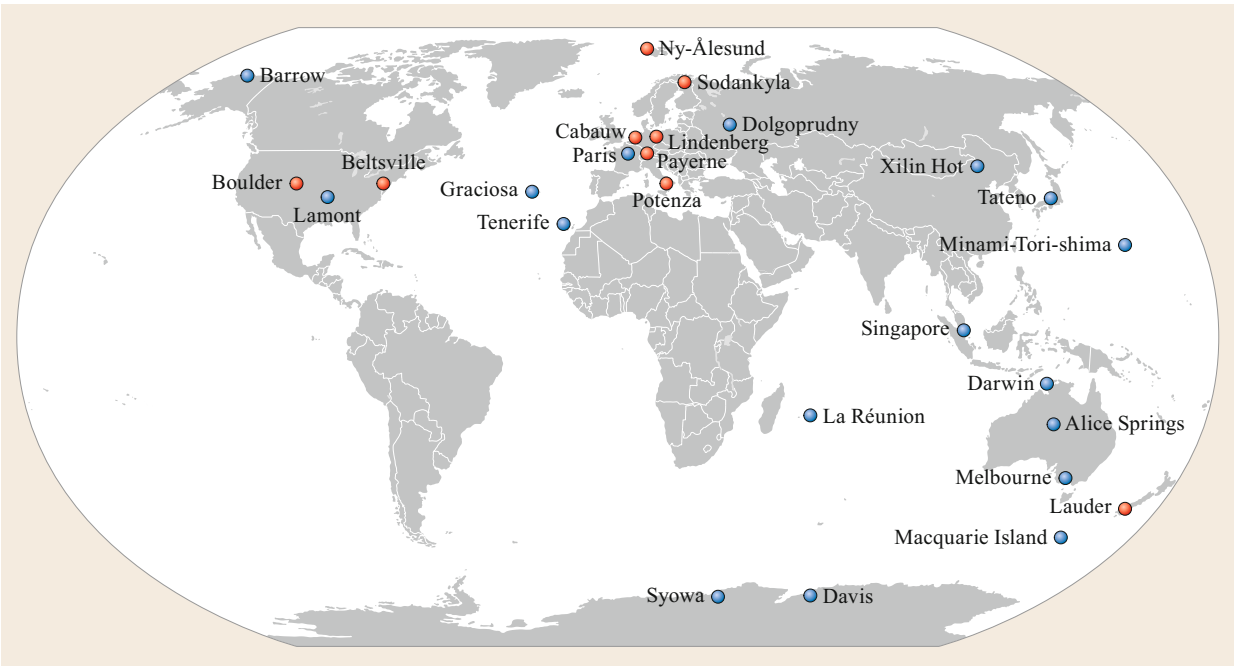 Ny-Ålesund
Barrow
Sodankyla
Dolgoprudny
Cabauw
Lindenberg
Paris
Payerne
Beltsville
Xilin Hot
Boulder
Graciosa
Tateno
Potenza
Lamont
Tenerife
Minami-Tori-shima
Singapore
Darwin
La Réunion
Alice Springs
Melbourne
Lauder
Macquarie Island
Syowa
Davis